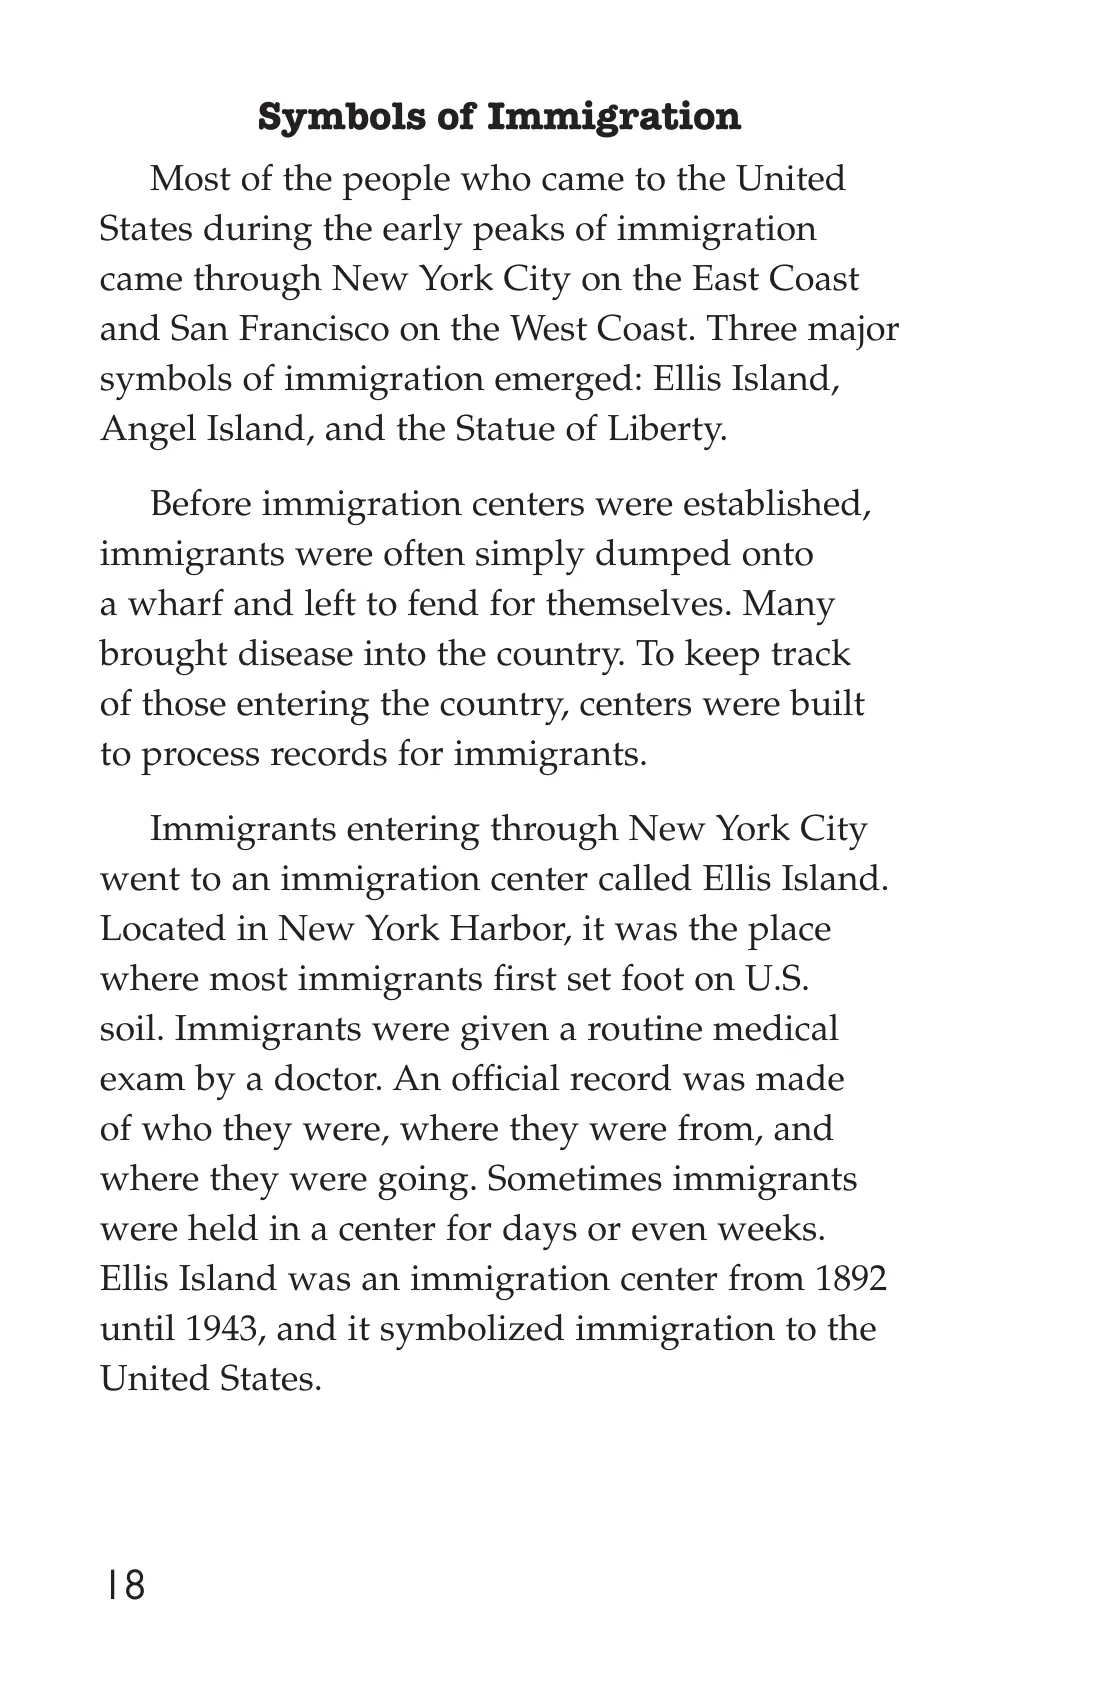 Symbols of Immigration
Most of the people who came to the United
States during the early peaks of immigration
came through New York City on the East Coast
and San Francisco on the West Coast. Three major
symbols of immigration emerged: Ellis Island,
Angel Island, and the Statue of Liberty.
Before immigration centers were established,
immigrants were often simply dumped onto
a wharf and left to fend for themselves. Many
brought disease into the country. To keep track
of those entering the country, centers were built
to process records for immigrants.
Immigrants entering through New York City
went to an immigration center called Ellis Island.
Located in New York Harbor, it was the place
where most immigrants first set foot on U.S.
soil. Immigrants were given a routine medical
exam by a doctor. An official record was made
of who they were, where they were from, and
where they were going. Sometimes immigrants
were held in a center for days or even weeks.
Ellis Island was an immigration center from 1892
until 1943, and it symbolized immigration to the
United States.
18